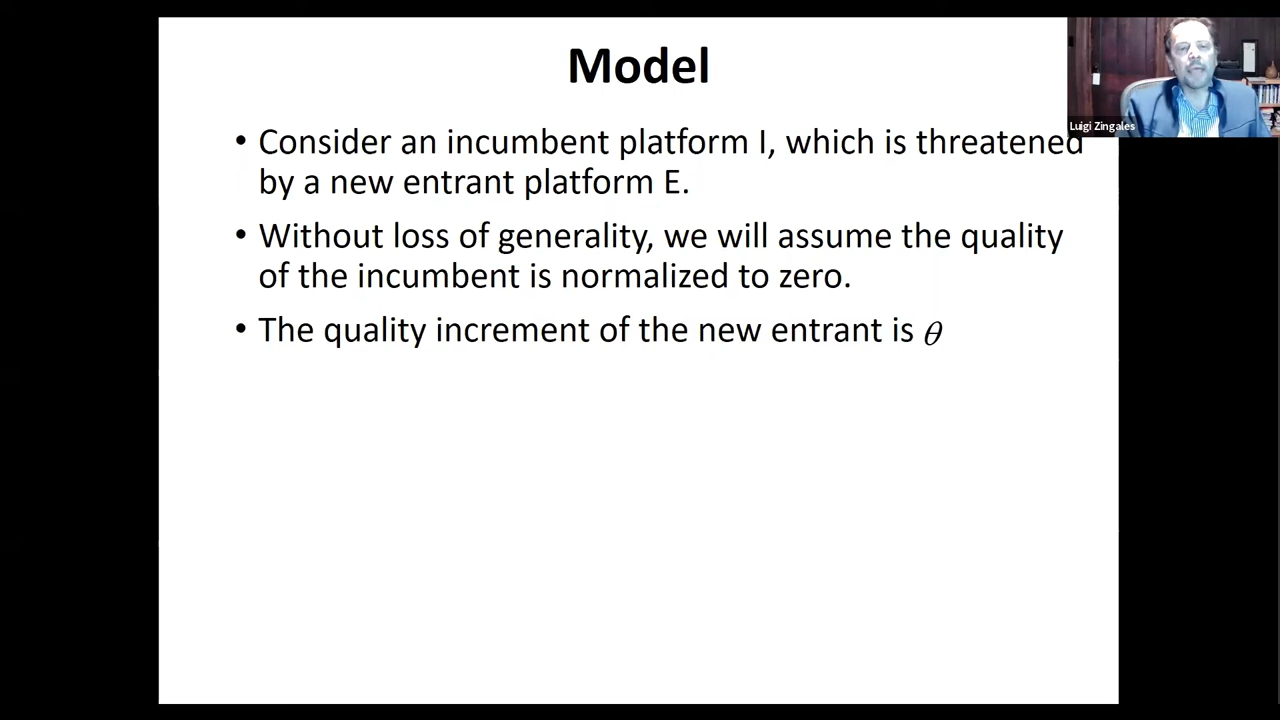 Model
• Consider an incumbent platform I, which is threatened
by a new entrant platform E.
• Without loss of generality, we will assume the quality
of the incumbent is normalized to zero.
• The quality increment of the new entrant is θ
Luigi Zingales